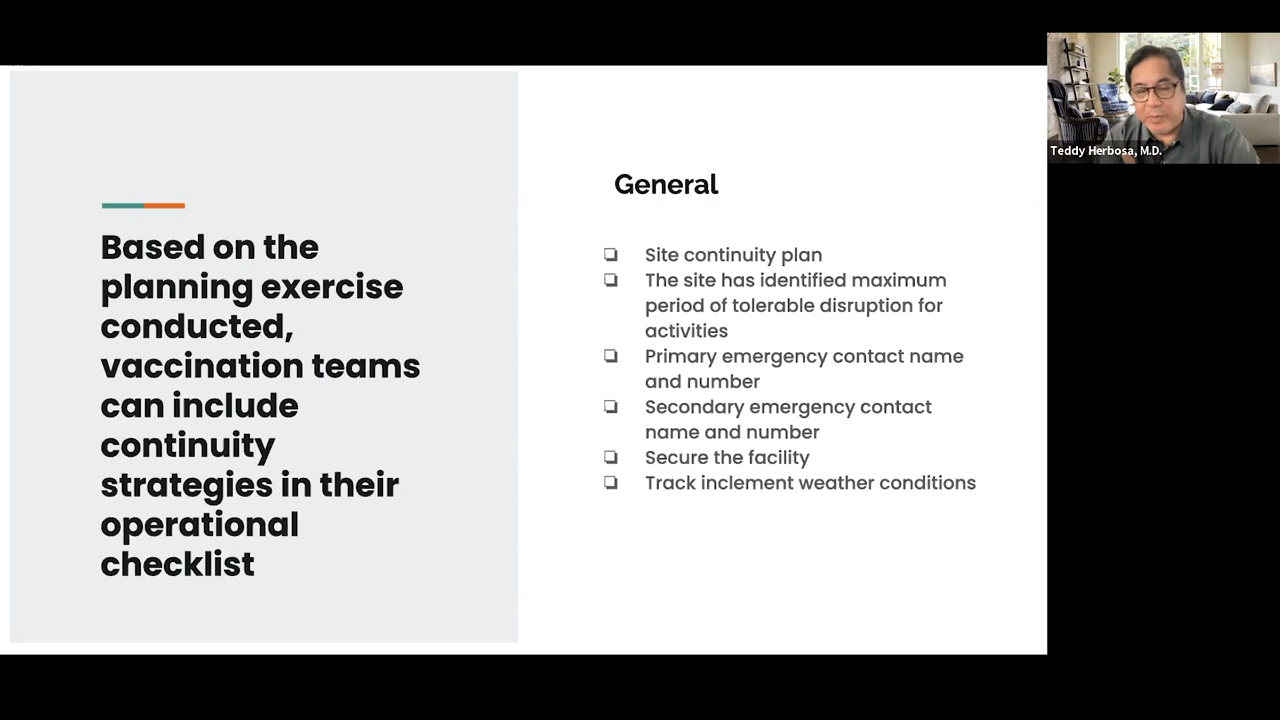 Based on the
planning exercise
conducted,
vaccination teams
can include
continuity
strategies in their
operational
checklist
General
❏ Site continuity plan
❏ The site has identified maximum
period of tolerable disruption for
activities
❏ Primary emergency contact name
and number
❏ Secondary emergency contact
name and number
❏ Secure the facility
❏ Track inclement weather conditions
Teddy Herbosa, M.D.